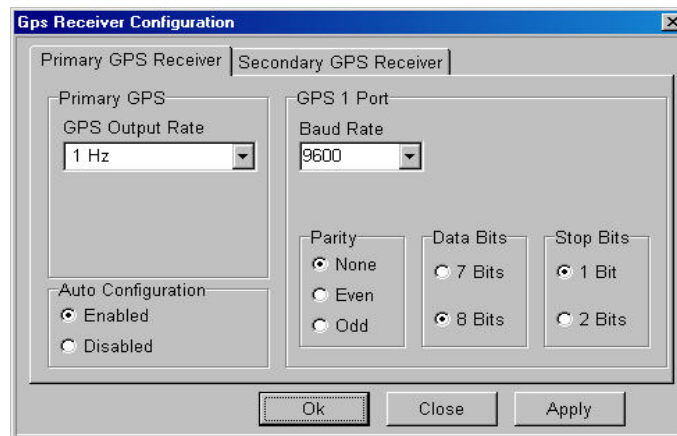 Gps Receiver Configuration
Primary GPS Receiver
Secondary GPS Receiver
Primary GPS
GPS Output Rate
1 Hz
Auto Configuration
Enabled
Disabled
GPS 1 Port
Baud Rate
9600
Parity
None
Even
Odd
Data Bits
7 Bits
8 Bits
Stop Bits
1 Bit
2 Bits
Ok
Close
Apply